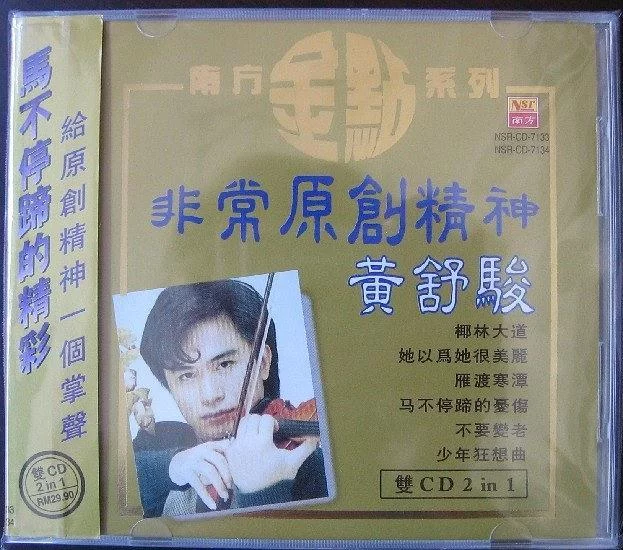 馬不停蹄的精彩
給原創精神一個掌聲
雙CD
2 in 1
RM29.90
南方 金點 系列
NSR
南方
NSR-CD-7133
NSR-CD-7134
非常原創精神
黃舒駿
椰林大道
她以爲她很美麗
雁渡寒潭
马不停蹄的憂傷
不要變老
少年狂想曲
雙 CD 2 in 1